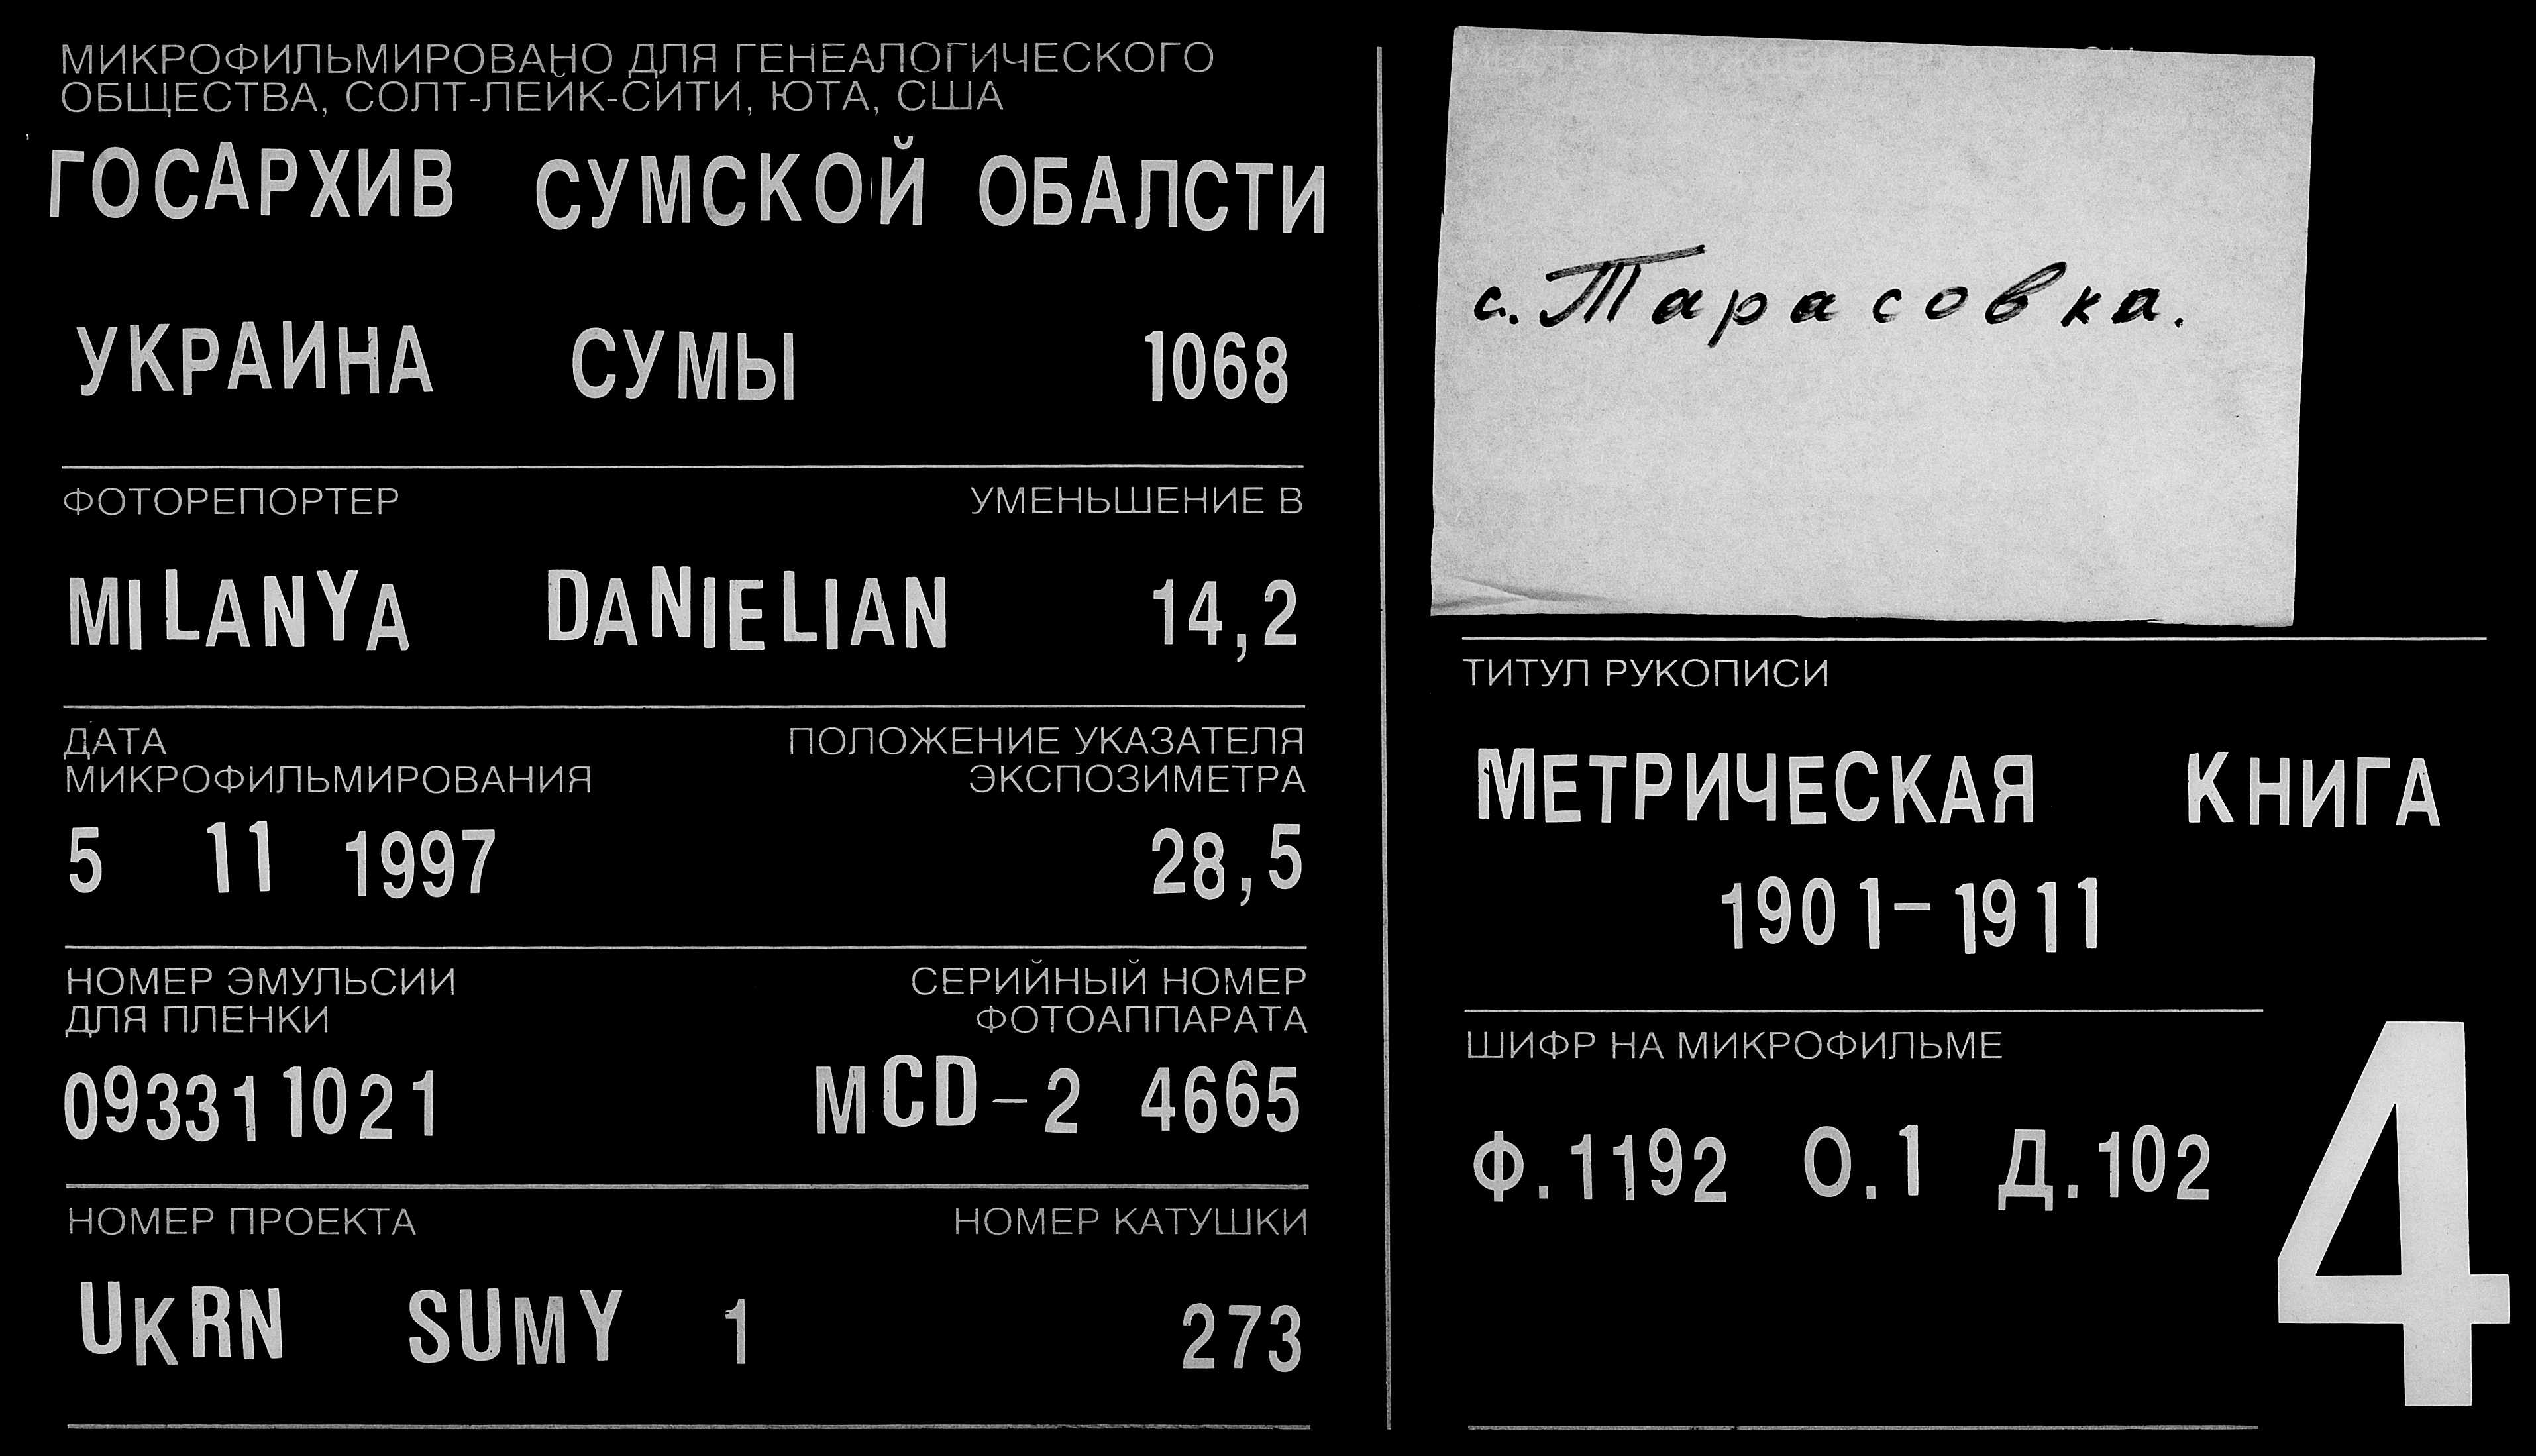 МИКРОФИЛЬМИРОВАНО ДЛЯ ГЕНЕАЛОГИЧЕСКОГО
ОБЩЕСТВА, СОЛТ-ЛЕЙК-СИТИ, ЮТА, США
ГОСАРХИВ СУМСКОЙ ОБАЛСТИ
УКРАИНА СУМЫ 1068
ФОТОРЕПОРТЕР УМЕНЬШЕНИЕ В
MILANYA DANIELIAN 14,2
ДАТА ПОЛОЖЕНИЕ УКАЗАТЕЛЯ
МИКРОФИЛЬМИРОВАНИЯ ЭКСПОЗИМЕТРА
5 11 1997 28,5
НОМЕР ЭМУЛЬСИИ СЕРИЙНЫЙ НОМЕР
ДЛЯ ПЛЕНКИ ФОТОАППАРАТА
093311021 MCD-2 4665
НОМЕР ПРОЕКТА НОМЕР КАТУШКИ
UKRN SUMY 1 273
с. Тарасовка.
ТИТУЛ РУКОПИСИ
МЕТРИЧЕСКАЯ КНИГА
1901-1911
ШИФР НА МИКРОФИЛЬМЕ
Ф.1192 О.1 Д.102
4